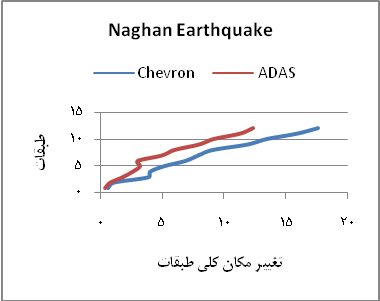 Naghan Earthquake
Chevron ADAS
۱۵
۱۰
۵
۰
طبقات
۰ ۵ ۱۰ ۱۵ ۲۰
تغییر مکان کلی طبقات